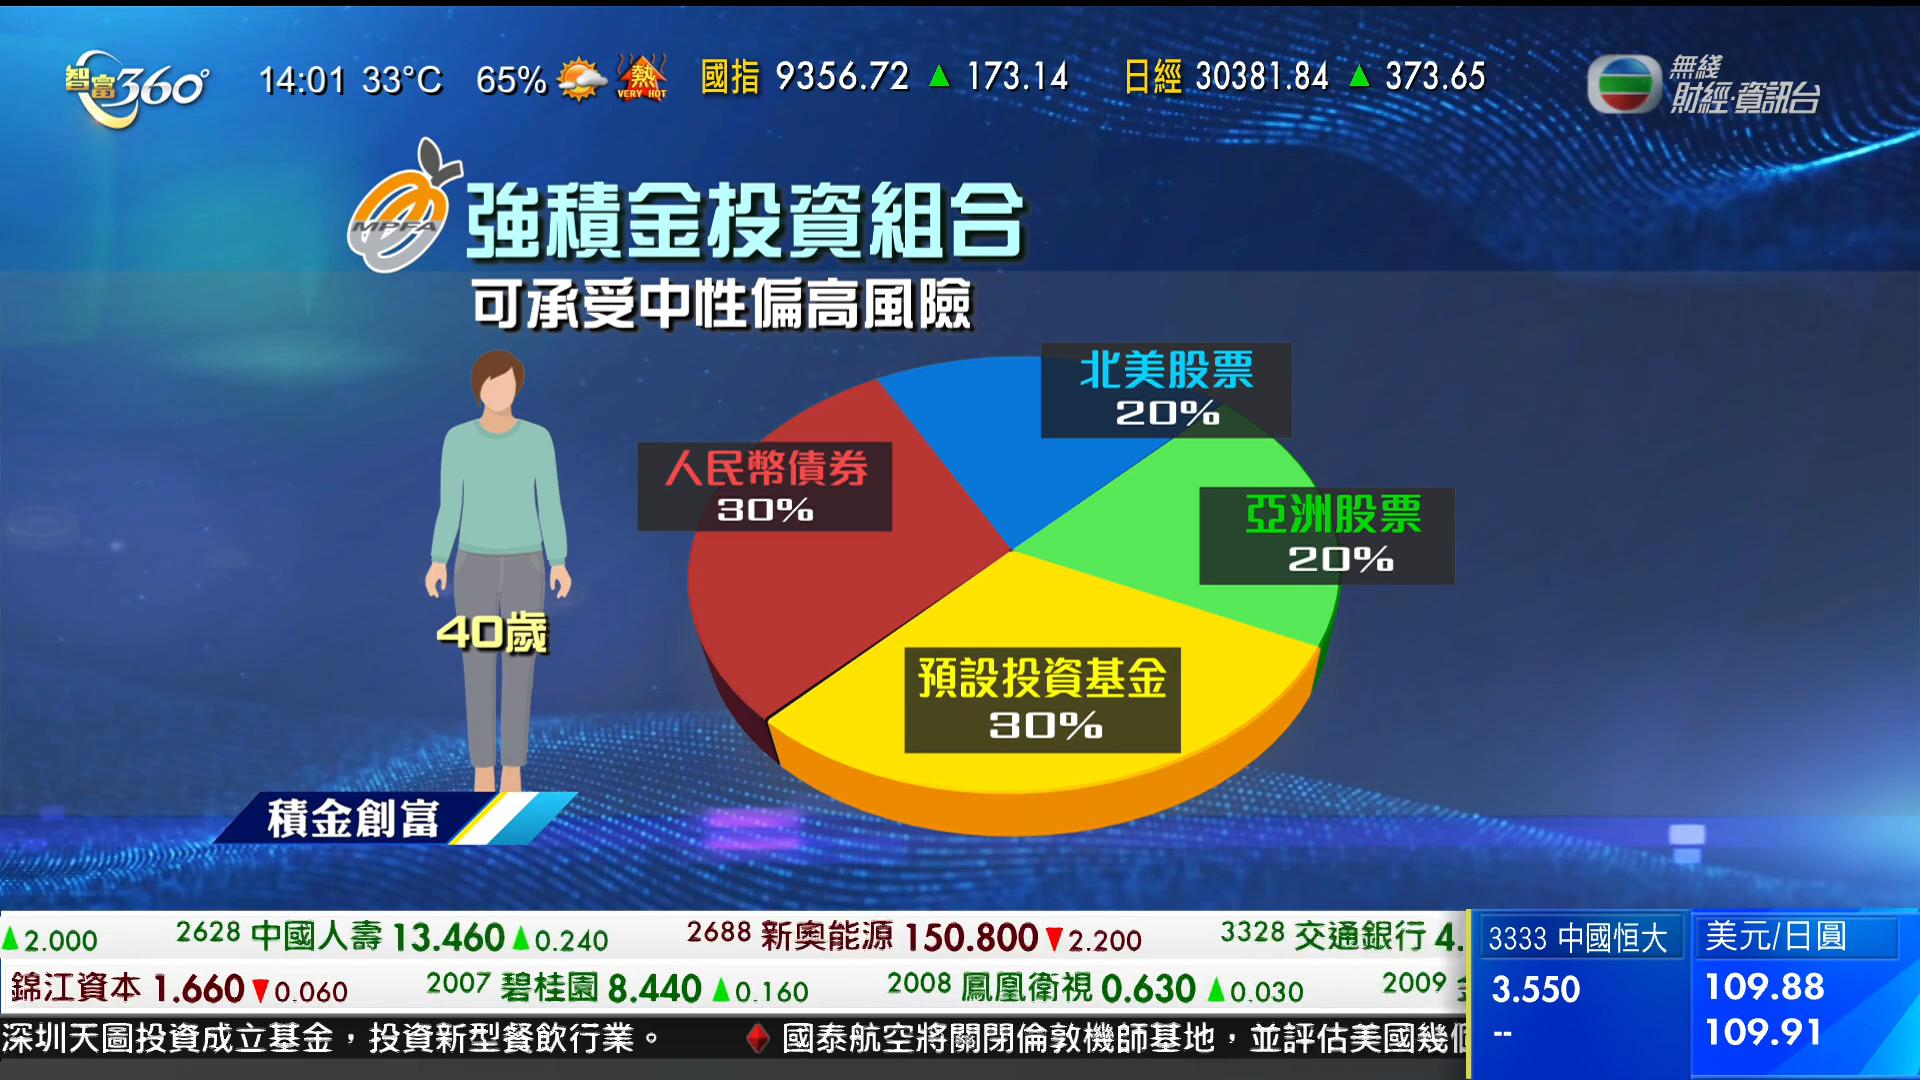 智富360°
14:01 33°C 65% 熱 VERY HOT 國指 9356.72 ▲ 173.14 日經 30381.84 ▲ 373.65
無綫
財經·資訊台
MPFA
強積金投資組合
可承受中性偏高風險
北美股票
20%
人民幣債券
30%
亞洲股票
20%
預設投資基金
30%
40歲
積金創富
▲2.000 2628 中國人壽 13.460 ▲0.240 2688 新奧能源 150.800 ▼2.200 3328 交通銀行 4.
錦江資本 1.660 ▼0.060 2007 碧桂園 8.440 ▲0.160 2008 鳳凰衛視 0.630 ▲0.030 2009
深圳天圖投資成立基金，投資新型餐飲行業。 國泰航空將關閉倫敦機師基地，並評估美國幾
3333 中國恒大
3.550
--
美元/日圓
109.88
109.91